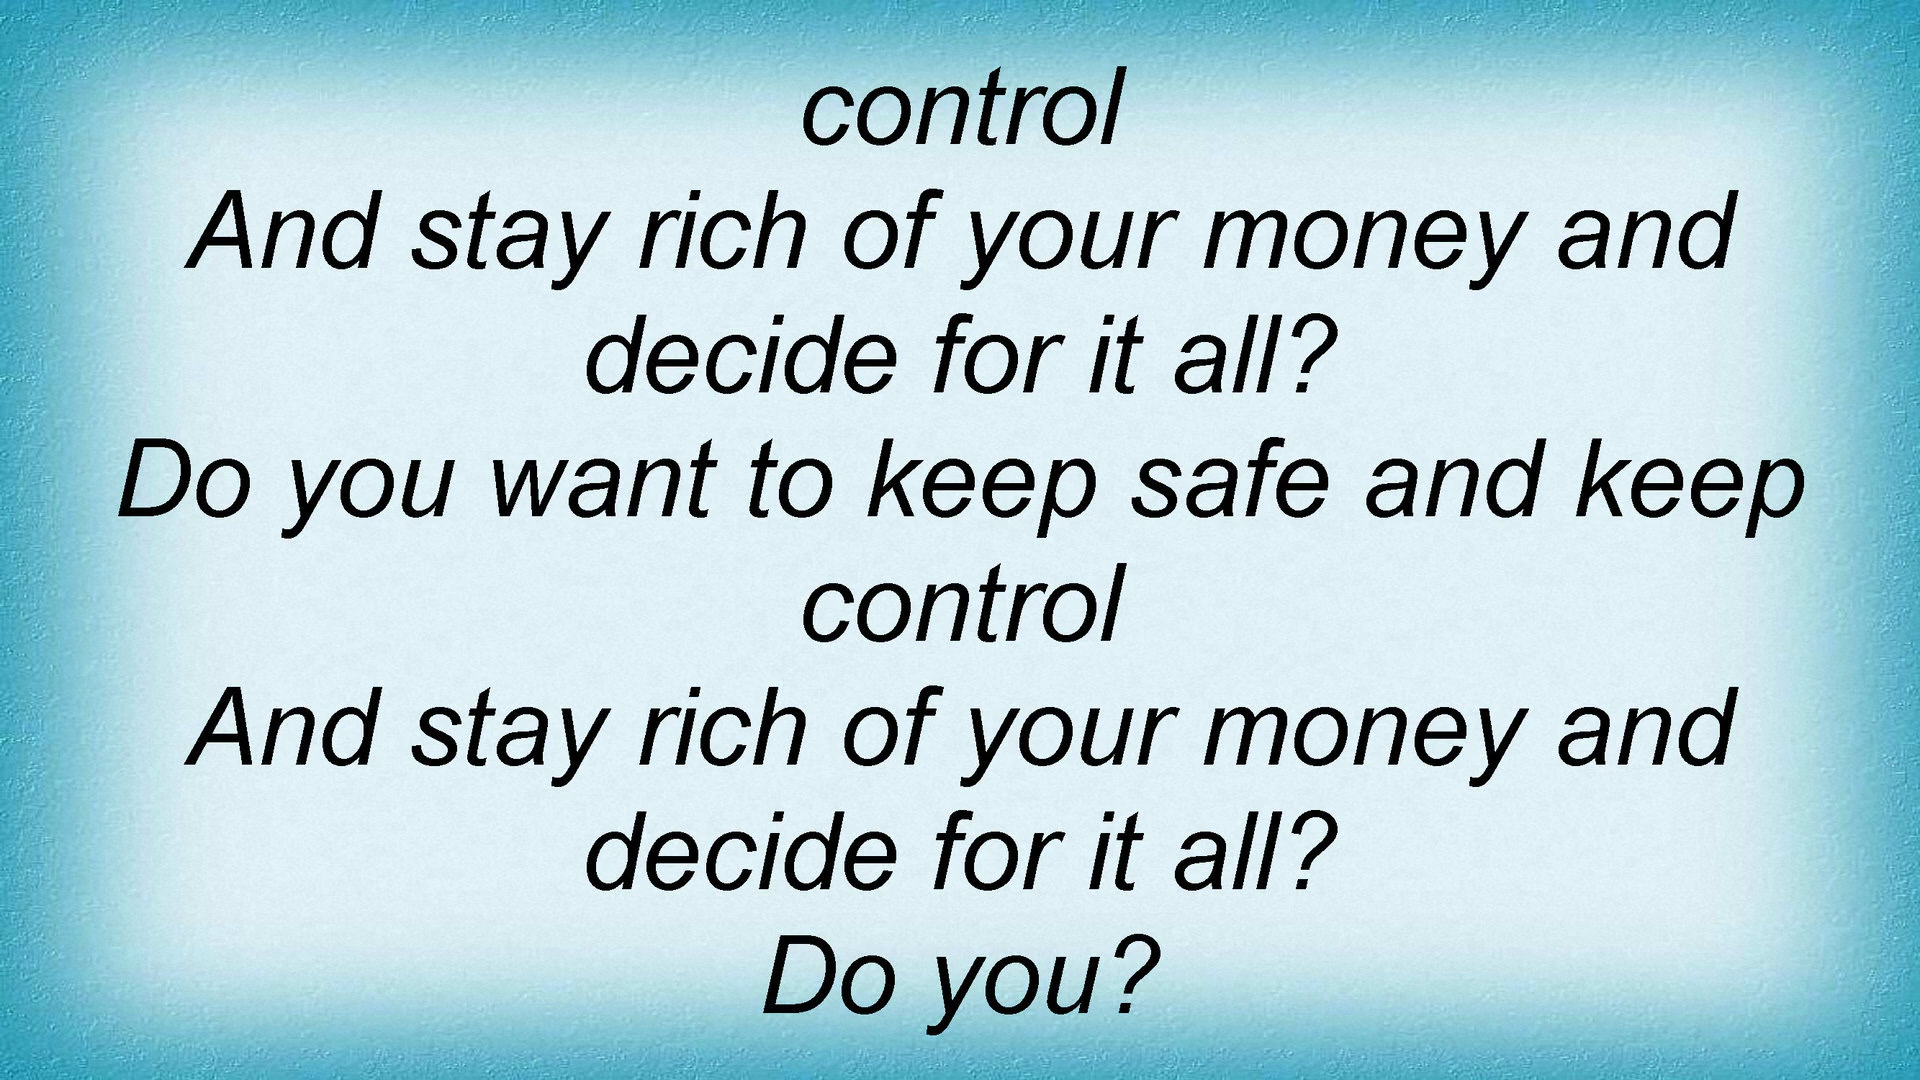 control
And stay rich of your money and
decide for it all?
Do you want to keep safe and keep
control
And stay rich of your money and
decide for it all?
Do you?